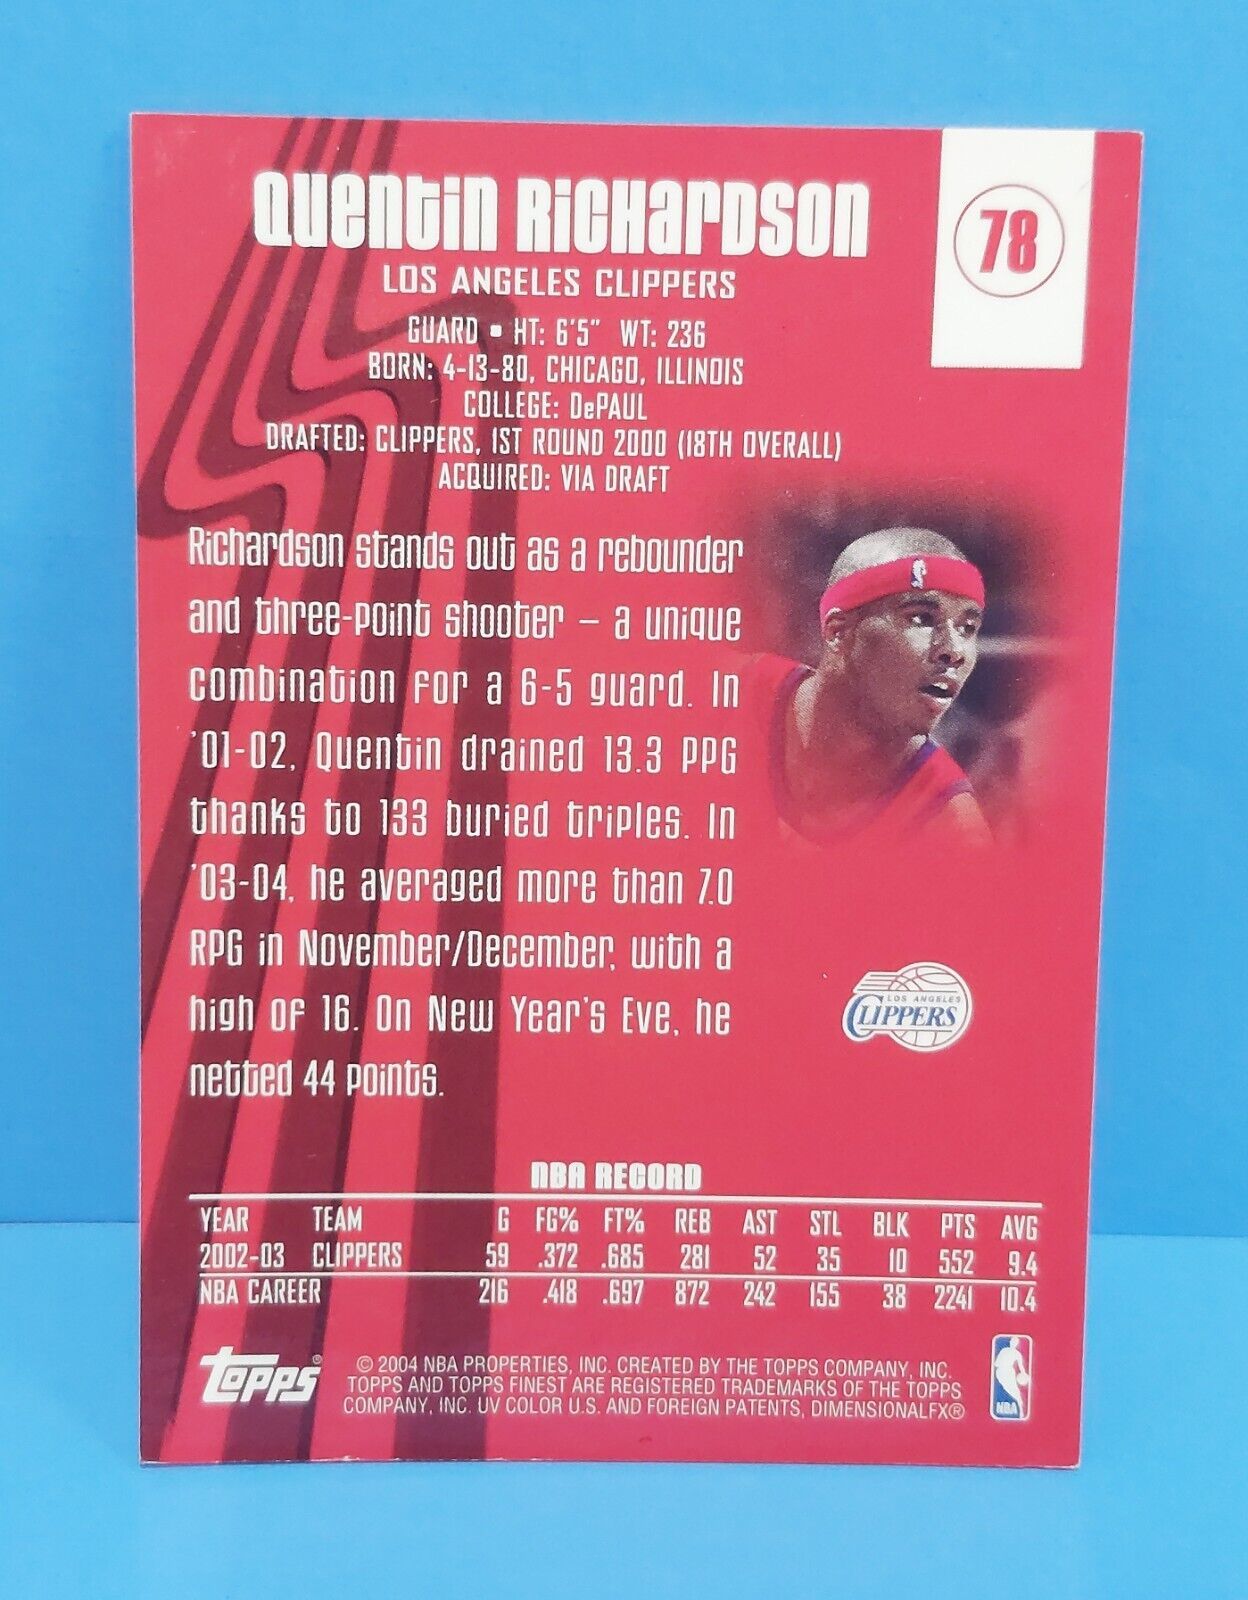 Quentin Richardson
78
LOS ANGELES CLIPPERS
GUARD ▪ HT: 6'5" WT: 236
BORN: 4-13-80, CHICAGO, ILLINOIS
COLLEGE: DePAUL
DRAFTED: CLIPPERS, 1ST ROUND 2000 (18TH OVERALL)
ACQUIRED: VIA DRAFT
Richardson stands out as a rebounder
and three-point shooter – a unique
combination for a 6-5 guard. In
'01-02, Quentin drained 13.3 PPG
thanks to 133 buried triples. In
'03-04, he averaged more than 7.0
RPG in November/December, with a
high of 16. On New Year's Eve, he
netted 44 points.
LOS ANGELES
CLIPPERS
NBA RECORD
YEAR TEAM G FG% FT% REB AST STL BLK PTS AVG
2002-03 CLIPPERS 59 .372 .685 281 52 35 10 552 9.4
NBA CAREER 216 .418 .697 872 242 155 38 2241 10.4
Topps®
© 2004 NBA PROPERTIES, INC. CREATED BY THE TOPPS COMPANY, INC.
TOPPS AND TOPPS FINEST ARE REGISTERED TRADEMARKS OF THE TOPPS
COMPANY, INC. UV COLOR U.S. AND FOREIGN PATENTS, DIMENSIONALFX®
NBA